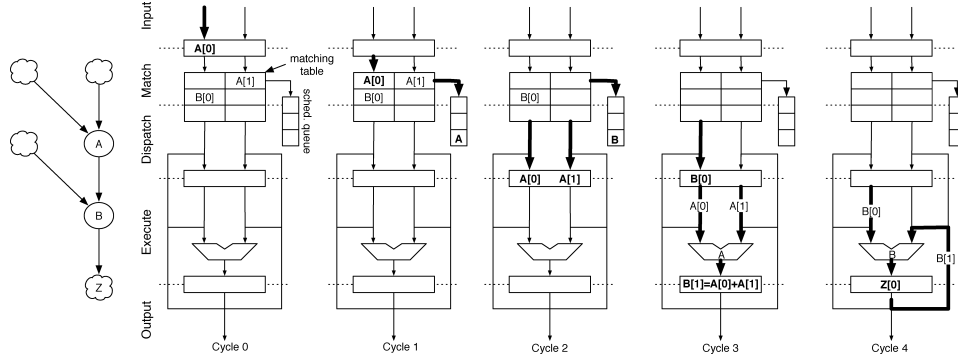 A
B
Z
Input
Match
Dispatch
Execute
Output
A[0]
A[1]
B[0]
matching
table
sched. queue
Cycle 0
A[0]
A[1]
B[0]
A
Cycle 1
B[0]
B
A[0] A[1]
Cycle 2
B[0]
A[0]
A[1]
A
B[1]=A[0]+A[1]
Cycle 3
B[0]
B
B[1]
Z[0]
Cycle 4